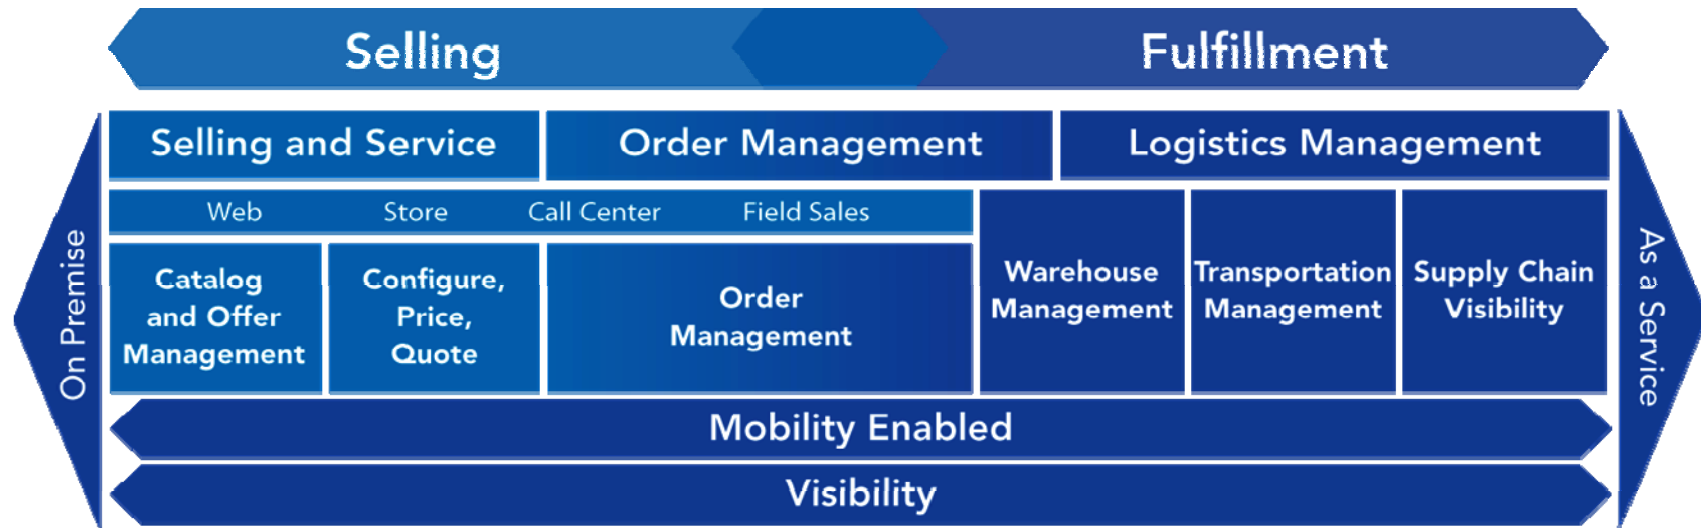 Selling
Fulfillment
Selling and Service
Order Management
Logistics Management
Web
Store
Call Center
Field Sales
Catalog
and Offer
Management
Configure,
Price,
Quote
Order
Management
Warehouse
Management
Transportation
Management
Supply Chain
Visibility
On Premise
As a Service
Mobility Enabled
Visibility